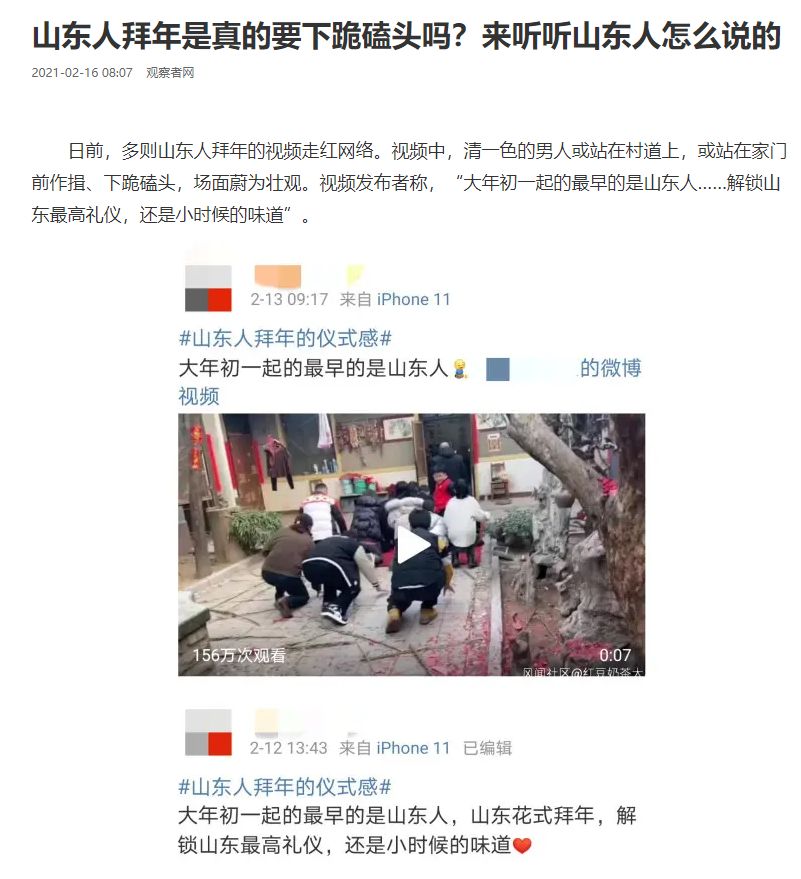 山东人拜年是真的要下跪磕头吗？来听听山东人怎么说的
2021-02-16 08:07 观察者网
日前，多则山东人拜年的视频走红网络。视频中，清一色的男人或站在村道上，或站在家门
前作揖、下跪磕头，场面蔚为壮观。视频发布者称，“大年初一起的最早的是山东人……解锁山
东最高礼仪，还是小时候的味道”。
2-13 09:17 来自 iPhone 11
#山东人拜年的仪式感#
大年初一起的最早的是山东人 的微博
视频
156万次观看 0:07
风闻社区@红豆奶茶大
2-12 13:43 来自 iPhone 11 已编辑
#山东人拜年的仪式感#
大年初一起的最早的是山东人，山东花式拜年，解
锁山东最高礼仪，还是小时候的味道